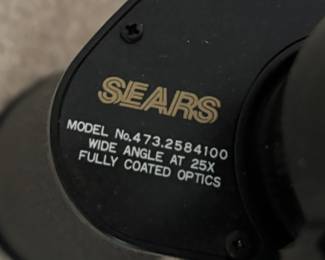 SEARS
MODEL No.473.2584100
WIDE ANGLE AT 25X
FULLY COATED OPTICS